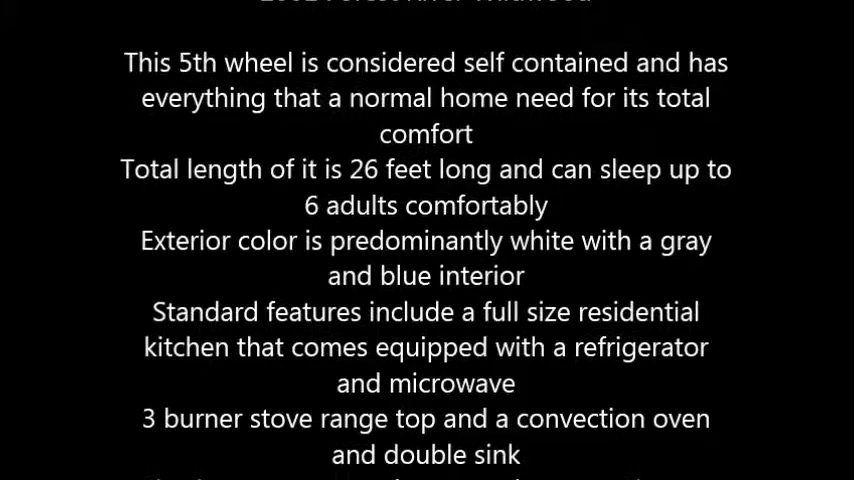 This 5th wheel is considered self contained and has
everything that a normal home need for its total
comfort
Total length of it is 26 feet long and can sleep up to
6 adults comfortably
Exterior color is predominantly white with a gray
and blue interior
Standard features include a full size residential
kitchen that comes equipped with a refrigerator
and microwave
3 burner stove range top and a convection oven
and double sink